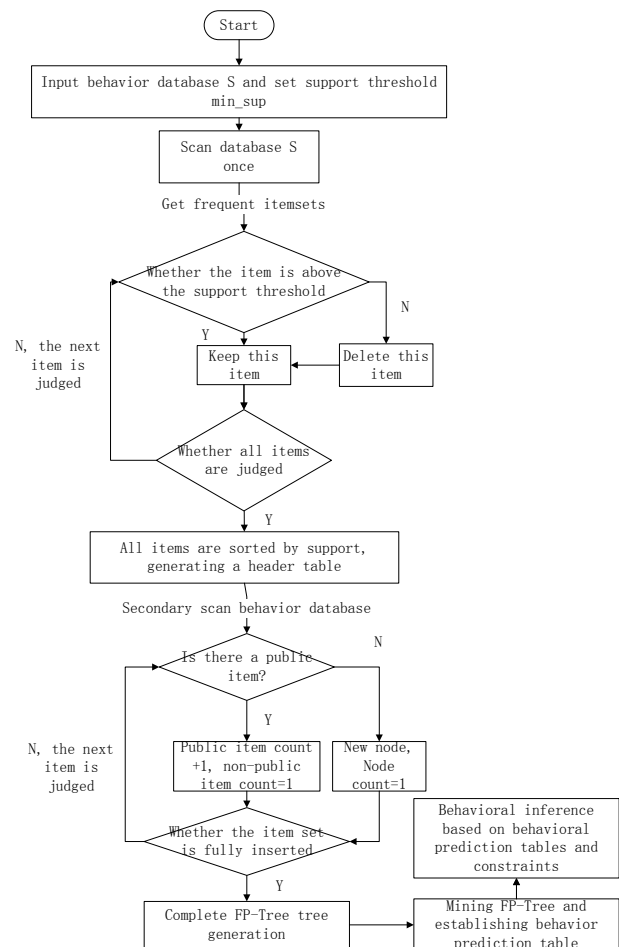 Start
Input behavior database S and set support threshold
min_sup
Scan database S
once
Get frequent itemsets
Whether the item is above
the support threshold
N
Y
N, the next
item is
judged
Keep this
item
Delete this
item
Whether all items
are judged
Y
All items are sorted by support,
generating a header table
Secondary scan behavior database
N
Is there a public
item?
Y
N, the next
item is
judged
Public item count
+1, non-public
item count=1
New node,
Node
count=1
Behavioral inference
based on behavioral
prediction tables and
constraints
Whether the item set
is fully inserted
Y
Complete FP-Tree tree
generation
Mining FP-Tree and
establishing behavior
prediction table